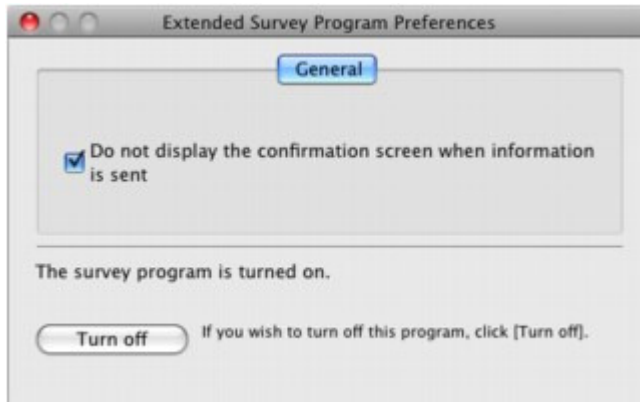 Extended Survey Program Preferences
General
Do not display the confirmation screen when information
is sent
The survey program is turned on.
Turn off
If you wish to turn off this program, click [Turn off].